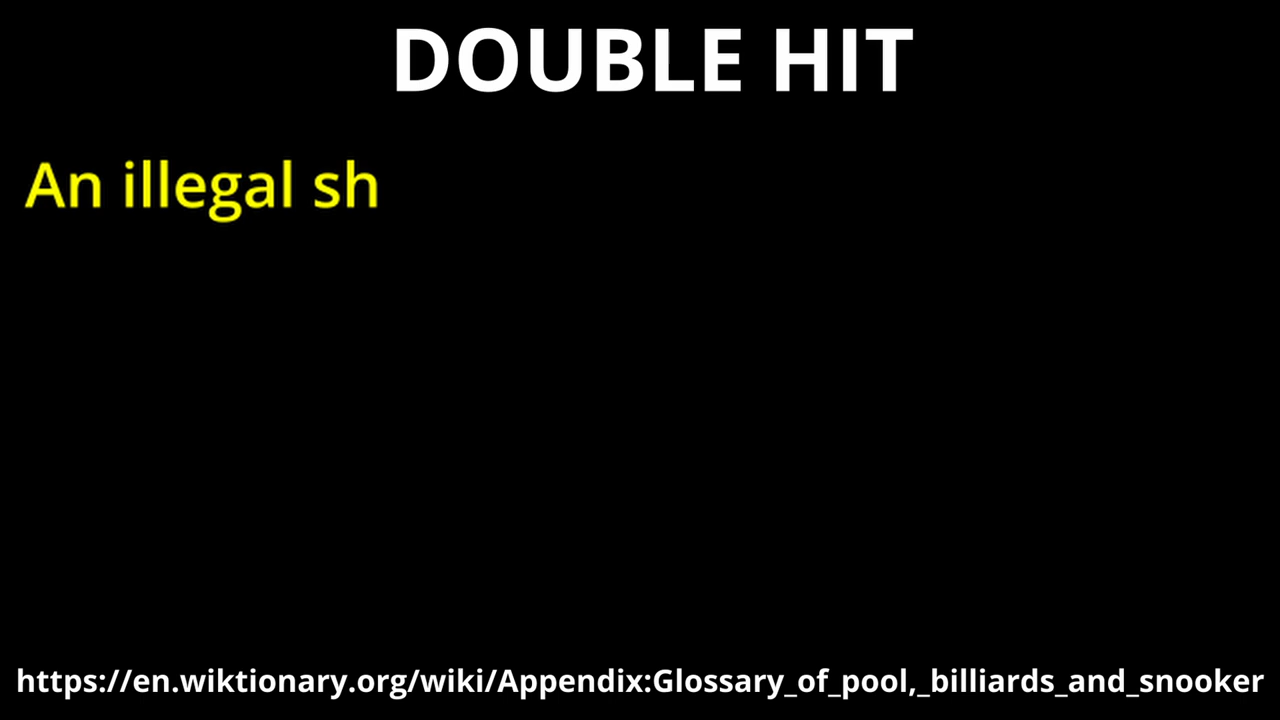 DOUBLE HIT
An illegal sh
https://en.wiktionary.org/wiki/Appendix:Glossary_of_pool,_billiards_and_snooker